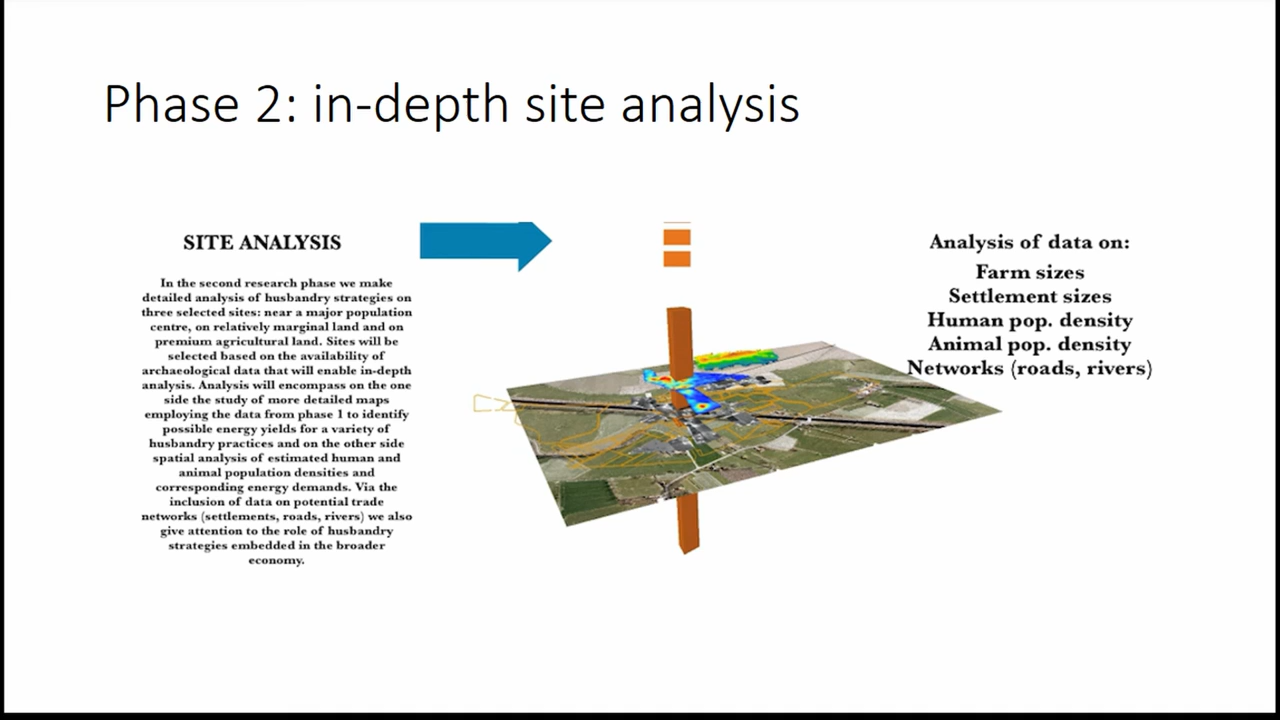 Phase 2: in-depth site analysis
SITE ANALYSIS
In the second research phase we make
detailed analysis of husbandry strategies on
three selected sites: near a major population
centre, on relatively marginal land and on
premium agricultural land. Sites will be
selected based on the availability of
archaeological data that will enable in-depth
analysis. Analysis will encompass on the one
side the study of more detailed maps
employing the data from phase 1 to identify
possible energy yields for a variety of
husbandry practices and on the other side
spatial analysis of estimated human and
animal population densities and
corresponding energy demands. Via the
inclusion of data on potential trade
networks (settlements, roads, rivers) we also
give attention to the role of husbandry
strategies embedded in the broader
economy.
Analysis of data on:
Farm sizes
Settlement sizes
Human pop. density
Animal pop. density
Networks (roads, rivers)